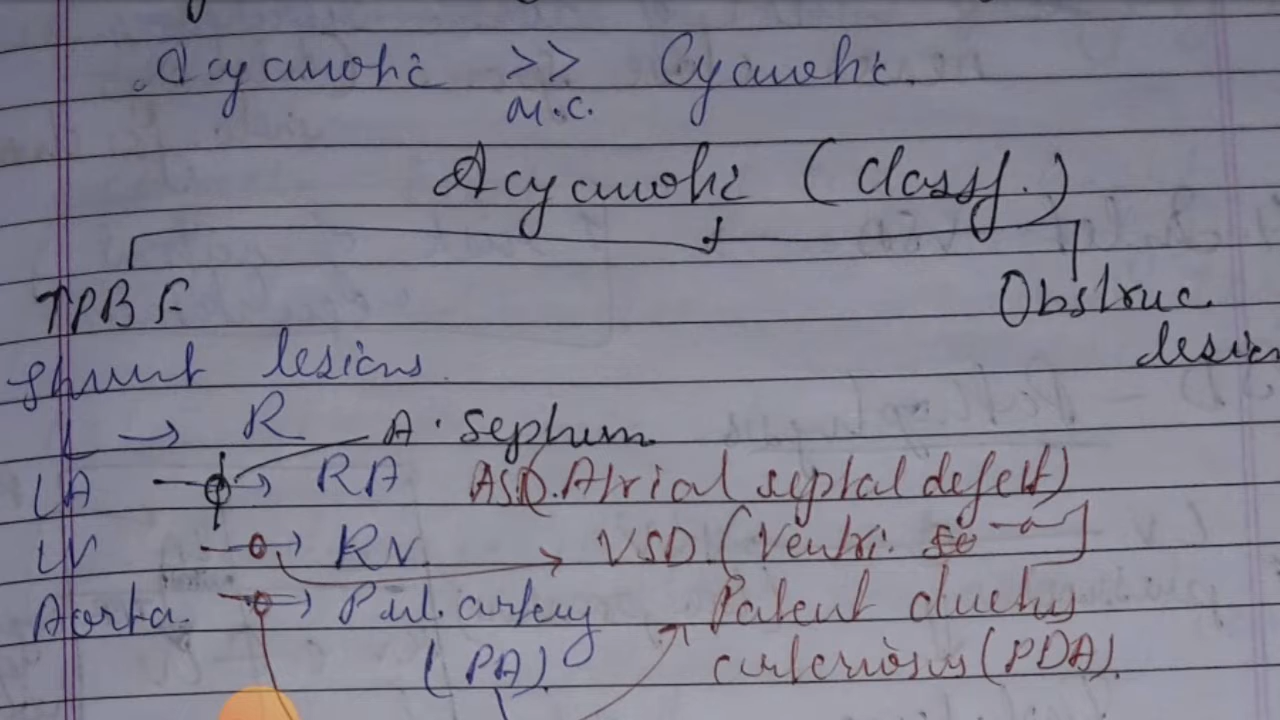 Acyanotic >> Cyanotic.
M.C.
Acyanotic (Classf.)
↑PBF
Obstruc.
lesion
Shunt lesions
L → R A. Septum
LA → RA ASD. Atrial septal defect)
LV → RV → VSD (Ventri. se
Aorta. → Pul. artery Patent ductus
(PA) arteriosus (PDA).